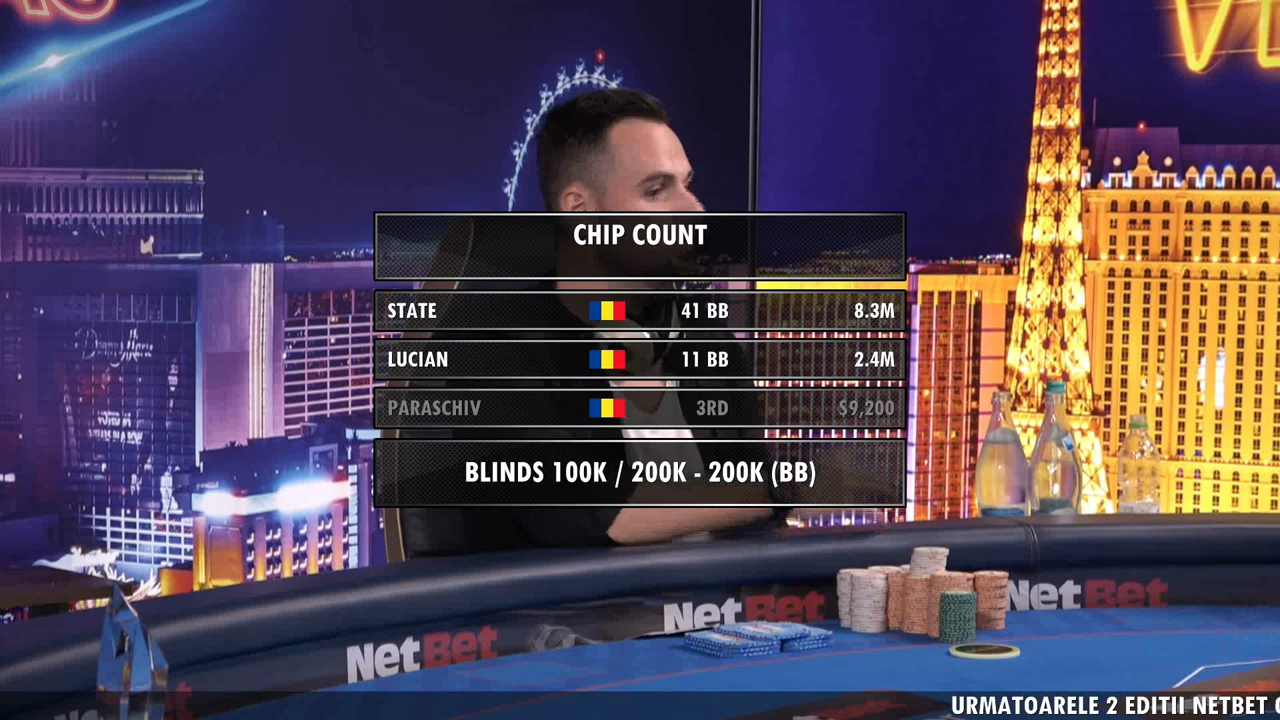 CHIP COUNT
STATE 41 BB 8.3M
LUCIAN 11 BB 2.4M
PARASCHIV 3RD $9,200
BLINDS 100K / 200K - 200K (BB)
NetBet
NetBet
NetBet
URMATOARELE 2 EDITII NETBET